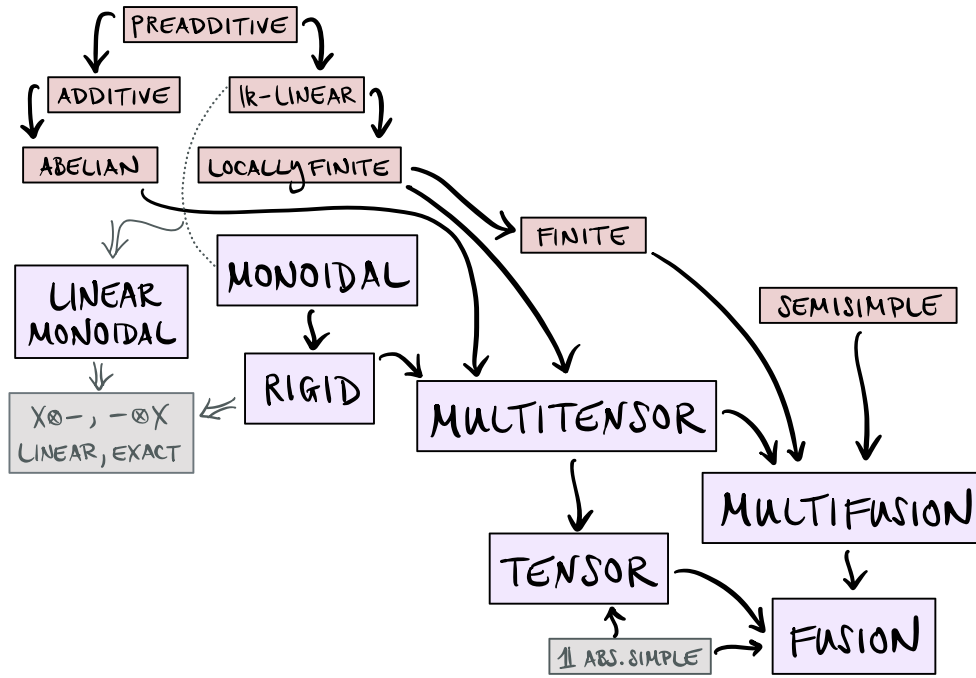 PREADDITIVE
ADDITIVE
𝕜-LINEAR
ABELIAN
LOCALLY FINITE
FINITE
MONOIDAL
LINEAR
MONOIDAL
SEMISIMPLE
RIGID
X⊗-, -⊗X
LINEAR, EXACT
MULTITENSOR
MULTIFUSION
TENSOR
FUSION
𝟙 ABS. SIMPLE